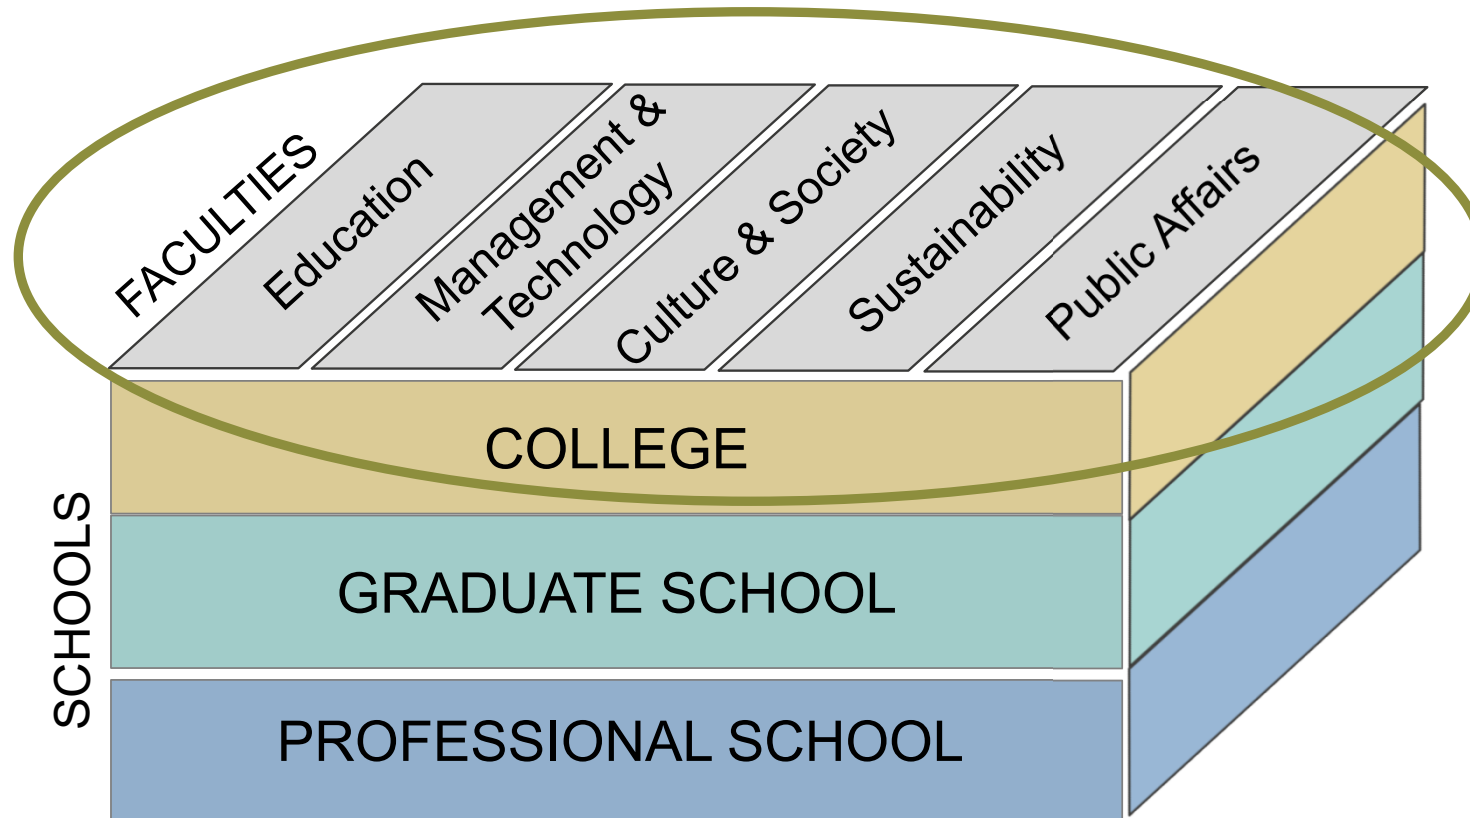 FACULTIES
Education
Management &
Technology
Culture & Society
Sustainability
Public Affairs
SCHOOLS
COLLEGE
GRADUATE SCHOOL
PROFESSIONAL SCHOOL